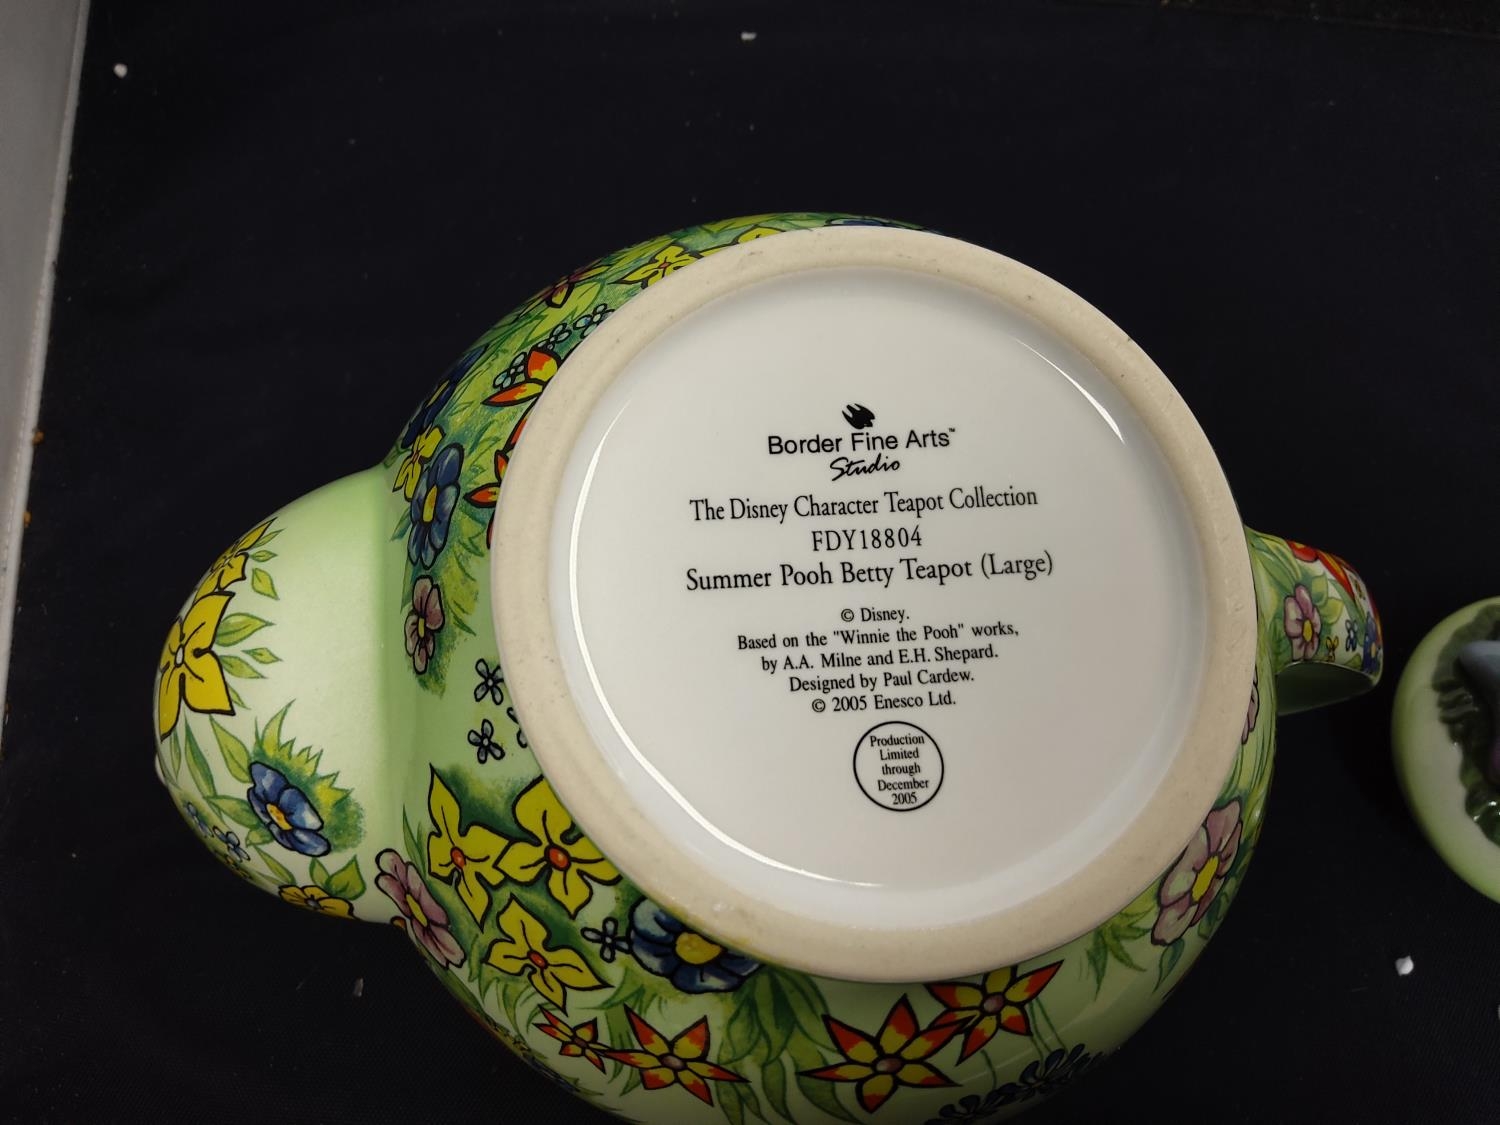 Border Fine Arts™
Studio
The Disney Character Teapot Collection
FDY18804
Summer Pooh Betty Teapot (Large)
© Disney.
Based on the "Winnie the Pooh" works,
by A.A. Milne and E.H. Shepard.
Designed by Paul Cardew.
© 2005 Enesco Ltd.
Production
Limited
through
December
2005